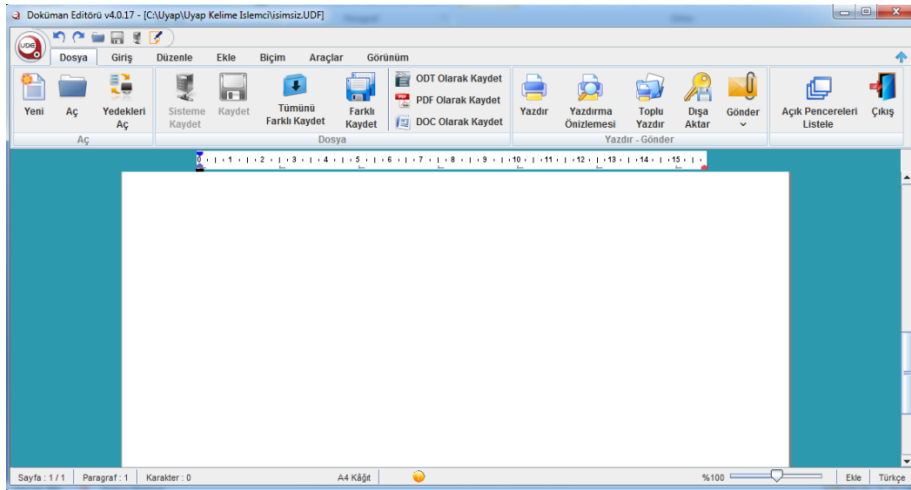 Doküman Editörü v4.0.17 - [C:\Uyap\Uyap Kelime Islemci\isimsiz.UDF]
UDE
Dosya Giriş Düzenle Ekle Biçim Araçlar Görünüm
Yeni
Aç
Yedekleri
Aç
Sisteme
Kaydet
Kaydet
Tümünü
Farklı Kaydet
Farklı
Kaydet
ODT Olarak Kaydet
PDF Olarak Kaydet
DOC Olarak Kaydet
Yazdır
Yazdırma
Önizlemesi
Toplu
Yazdır
Dışa
Aktar
Gönder
Açık Pencereleri
Listele
Çıkış
Aç Dosya Yazdır - Gönder
0 1 2 3 4 5 6 7 8 9 10 11 12 13 14 15
Sayfa : 1 / 1 Paragraf : 1 Karakter : 0 A4 Kâğıt %100 Ekle Türkçe